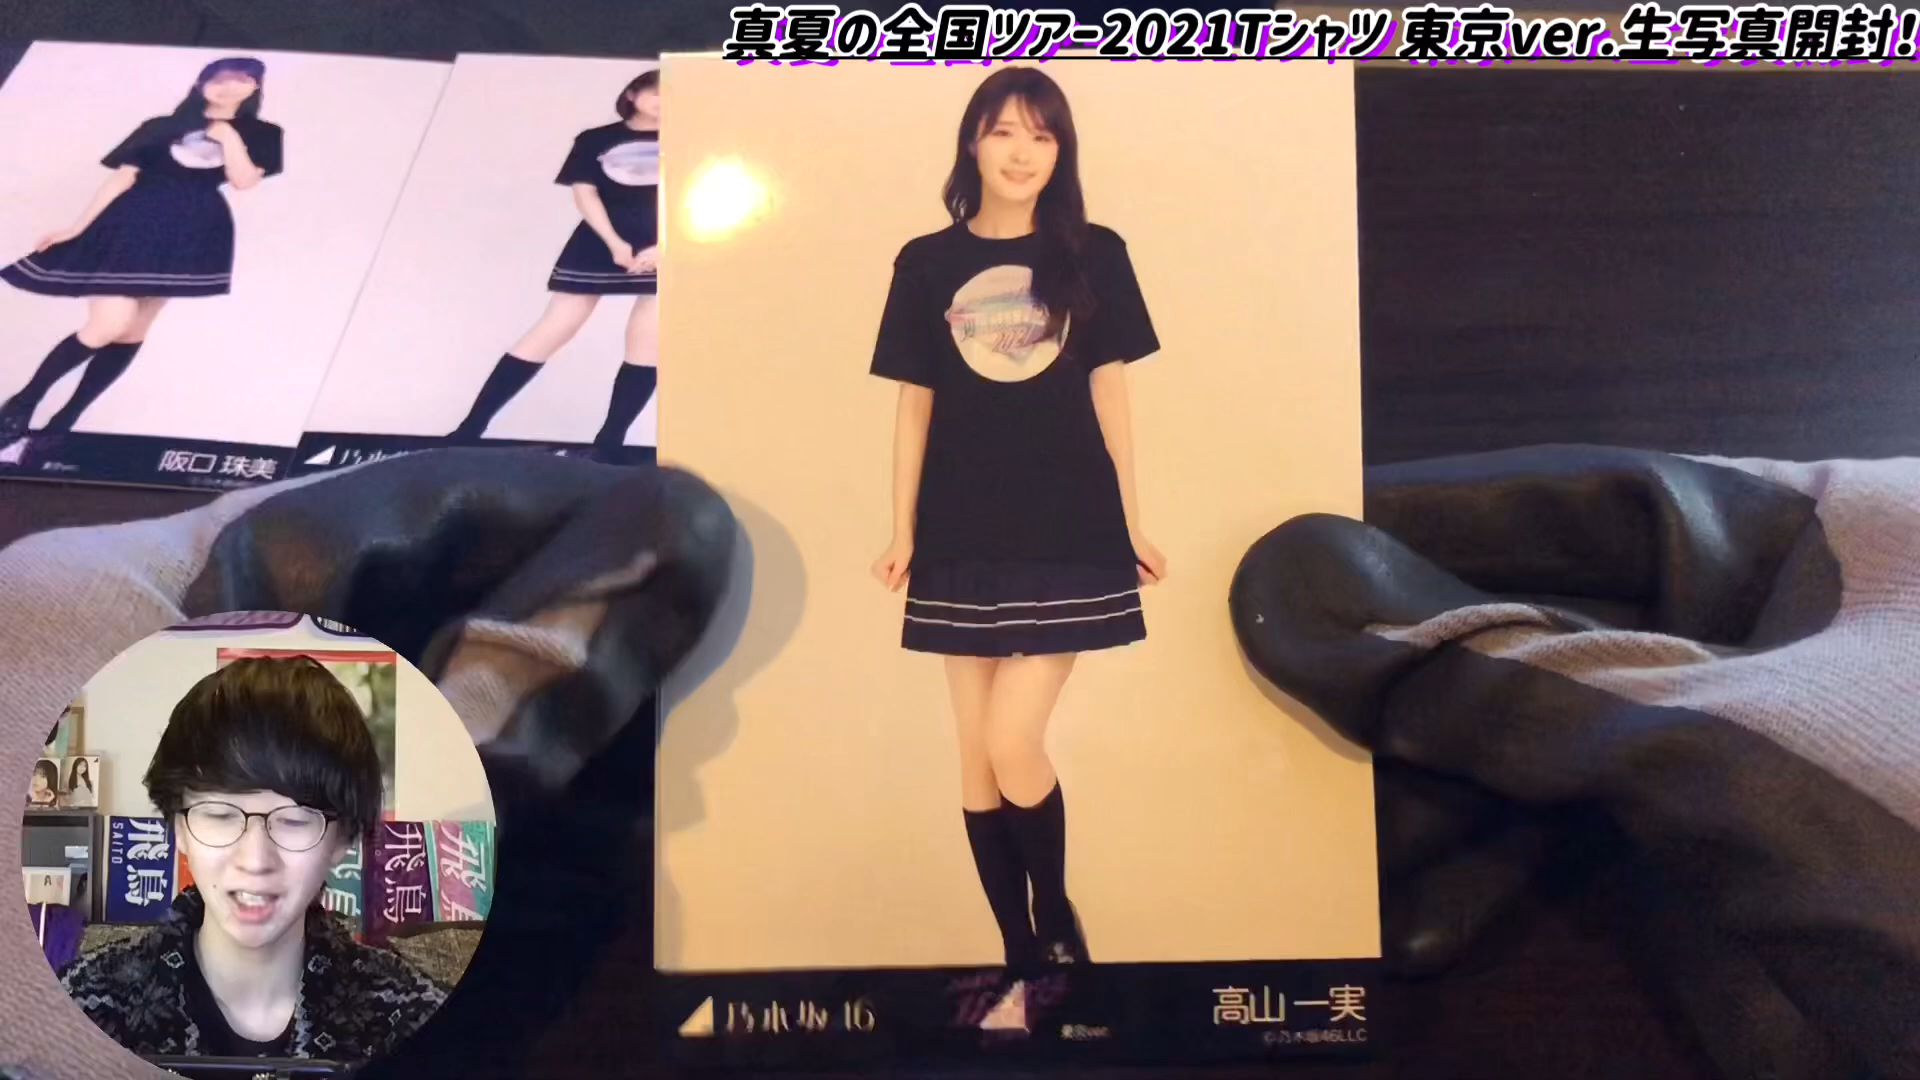 真夏の全国ツアー2021Tシャツ 東京ver.生写真開封!
阪口 珠美
乃木坂46
東京ver.
高山 一実
©乃木坂46LLC
飛鳥
SAITO
飛鳥
飛鳥